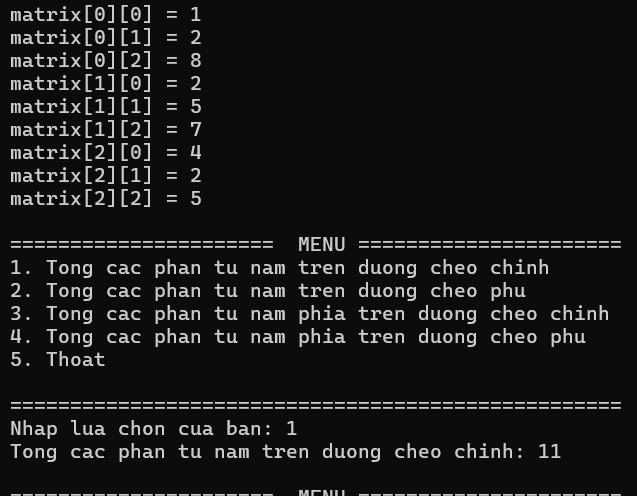 matrix[0][0] = 1
matrix[0][1] = 2
matrix[0][2] = 8
matrix[1][0] = 2
matrix[1][1] = 5
matrix[1][2] = 7
matrix[2][0] = 4
matrix[2][1] = 2
matrix[2][2] = 5
====================== MENU ======================
1. Tong cac phan tu nam tren duong cheo chinh
2. Tong cac phan tu nam tren duong cheo phu
3. Tong cac phan tu nam phia tren duong cheo chinh
4. Tong cac phan tu nam phia tren duong cheo phu
5. Thoat
===================================================
Nhap lua chon cua ban: 1
Tong cac phan tu nam tren duong cheo chinh: 11
====================== MENU ======================